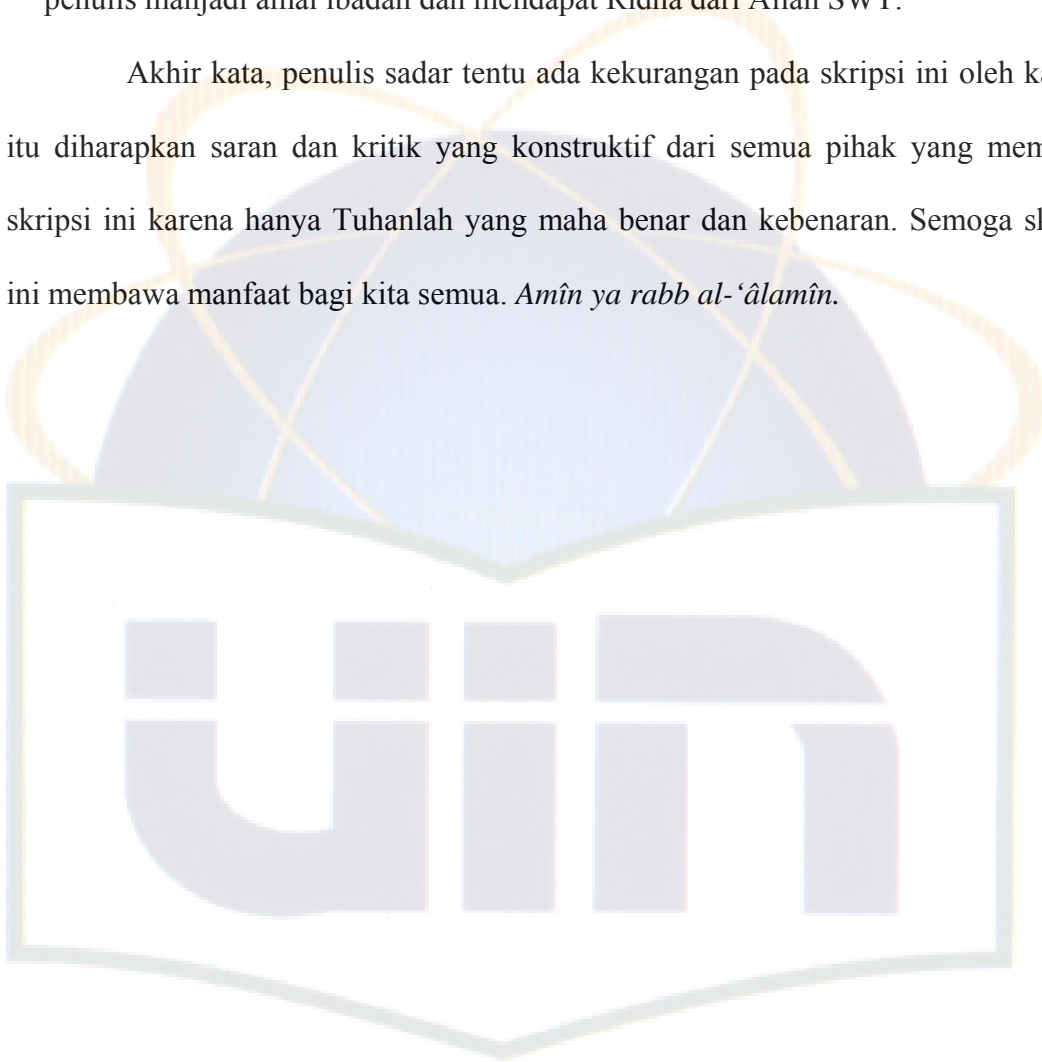 penulis manjadi amal ibadah dan mendapat Ridha dari Allah SWT.
Akhir kata, penulis sadar tentu ada kekurangan pada skripsi ini oleh
itu diharapkan saran dan kritik yang konstruktif dari semua pihak yang
skripsi ini karena hanya Tuhanlah yang maha benar dan kebenaran. Semoga
ini membawa manfaat bagi kita semua. Amîn ya rabb al-‘âlamîn.
uin